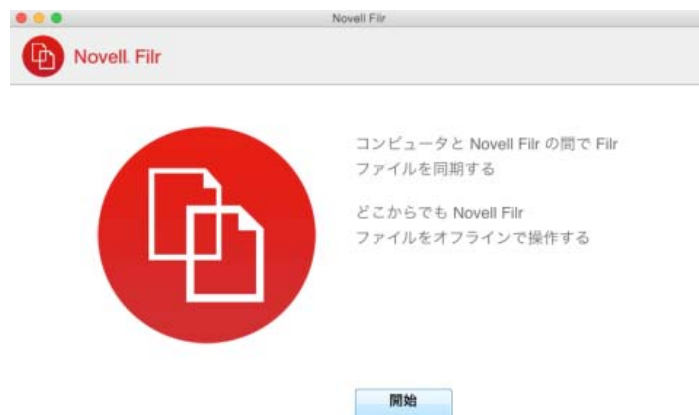 Novell Filr
Novell. Filr
コンピュータと Novell Filr の間で Filr
ファイルを同期する
どこからでも Novell Filr
ファイルをオフラインで操作する
開始